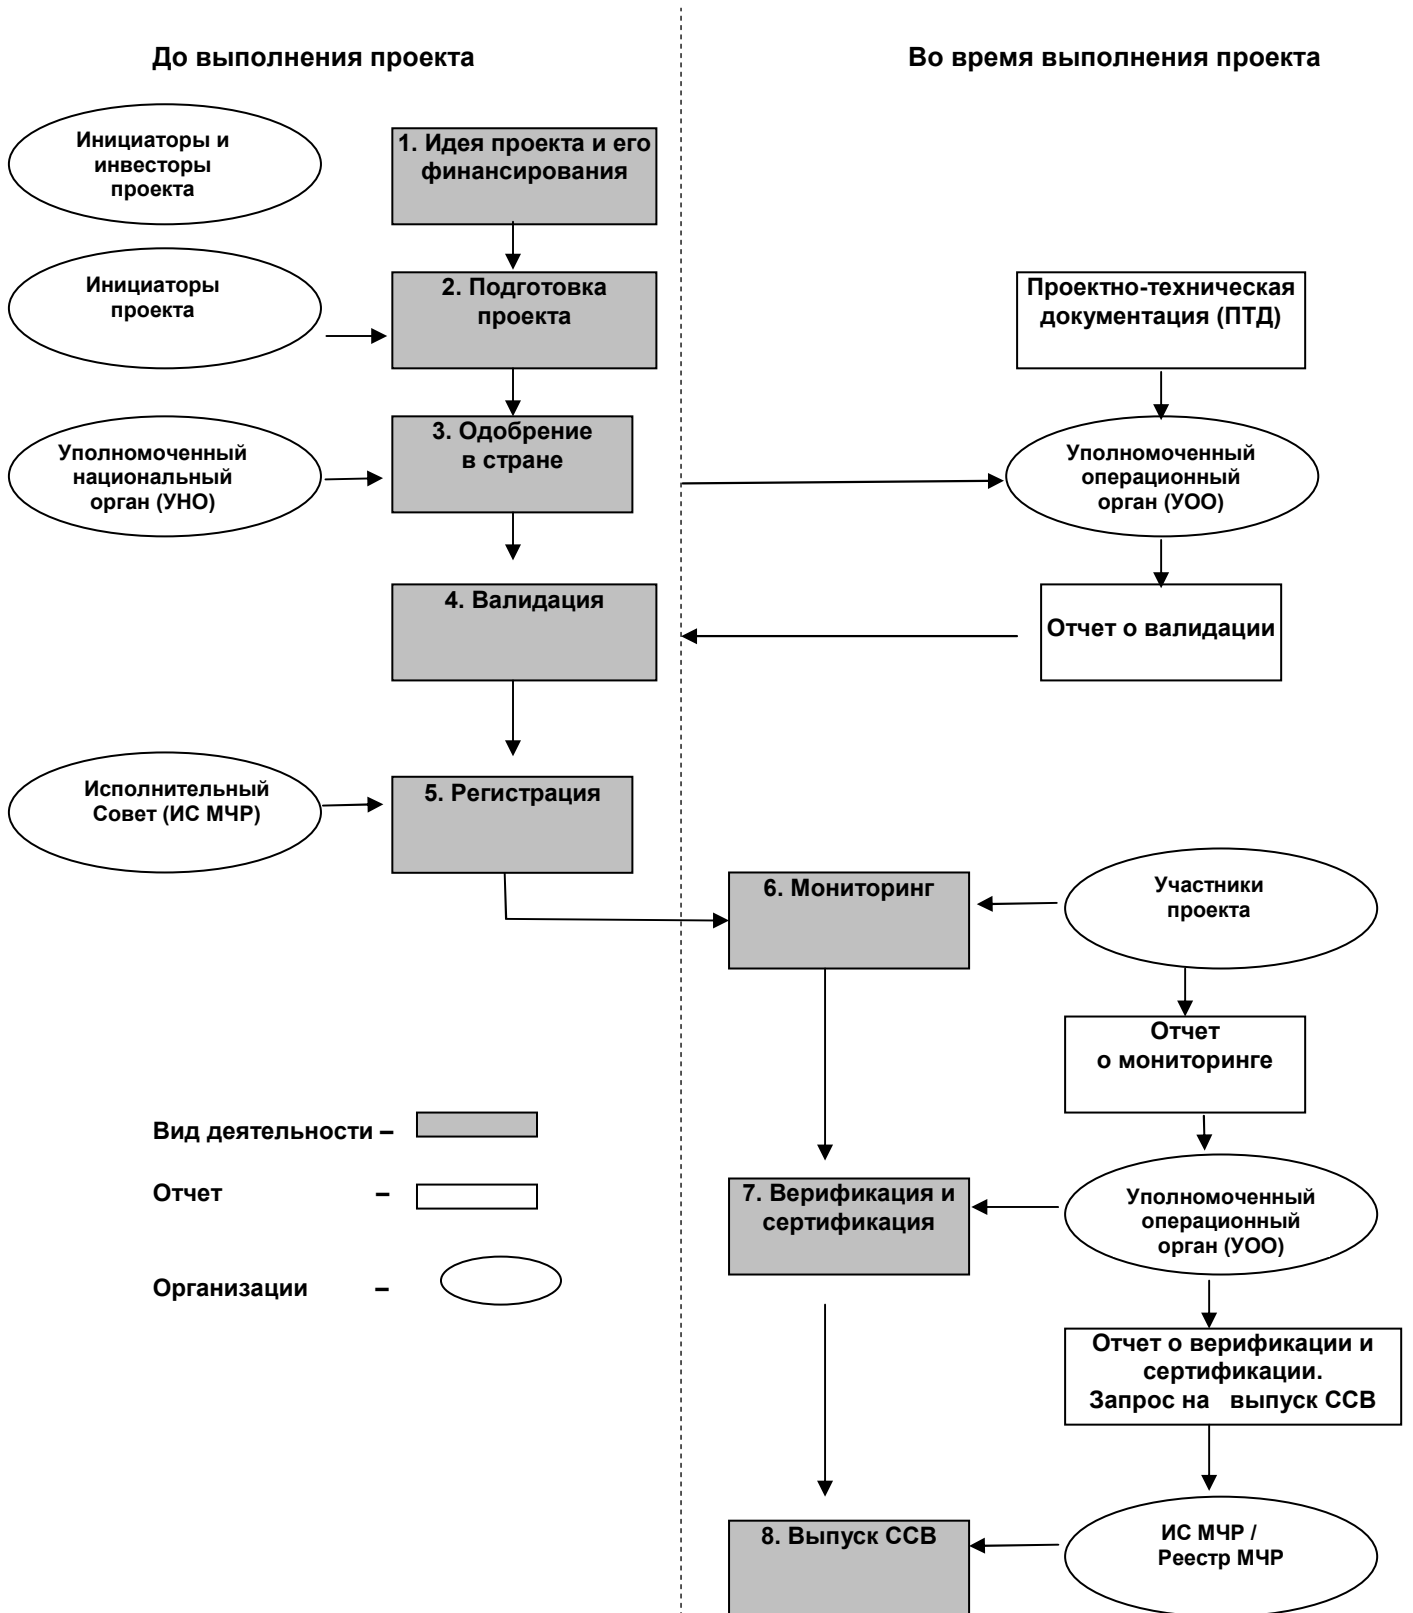 До выполнения проекта
Во время выполнения проекта
Инициаторы и
инвесторы
проекта
1. Идея проекта и его
финансирования
Инициаторы
проекта
2. Подготовка
проекта
Проектно-техническая
документация (ПТД)
Уполномоченный
национальный
орган (УНО)
3. Одобрение
в стране
Уполномоченный
операционный
орган (УОО)
4. Валидация
Отчет о валидации
Исполнительный
Совет (ИС МЧР)
5. Регистрация
6. Мониторинг
Участники
проекта
Отчет
о мониторинге
Вид деятельности –
Отчет –
Организации –
7. Верификация и
сертификация
Уполномоченный
операционный
орган (УОО)
Отчет о верификации и
сертификации.
Запрос на выпуск ССВ
8. Выпуск ССВ
ИС МЧР /
Реестр МЧР